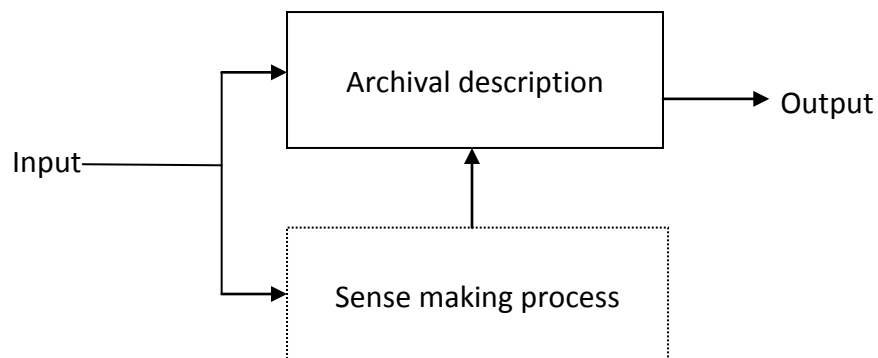 Archival description
Output
Input
Sense making process